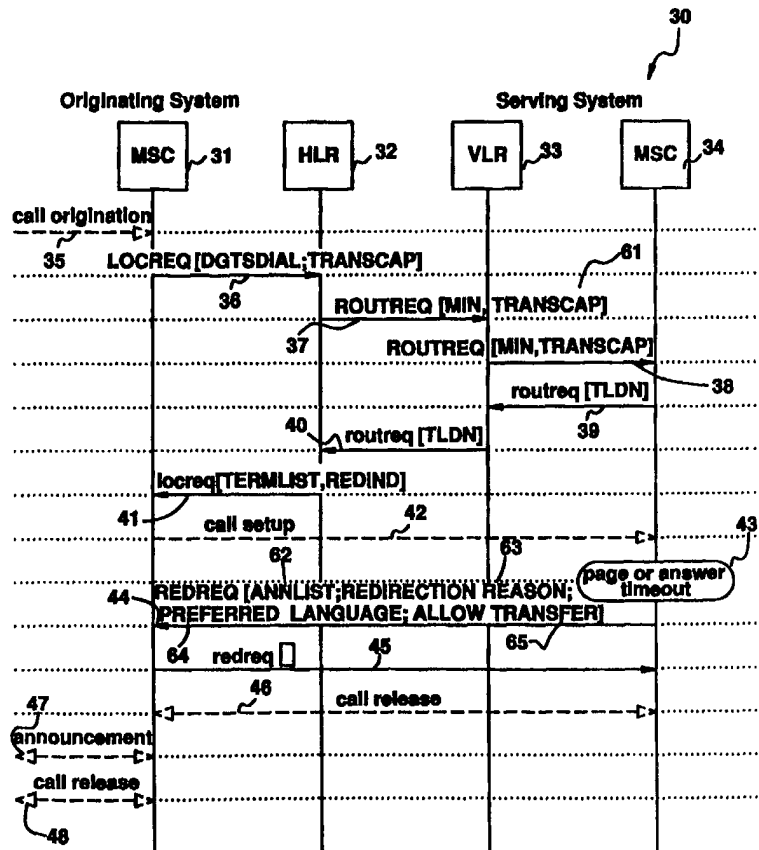 30
Originating System Serving System
MSC 31 HLR 32 VLR 33 MSC 34
call origination
35
LOCREQ [DGTSDIAL;TRANSCAP] 61
36
ROUTREQ [MIN, TRANSCAP]
37
ROUTREQ [MIN,TRANSCAP]
38
routreq [TLDN]
39
40 routreq [TLDN]
locreq[TERMLIST,REDIND]
41
call setup 42 43
62 63 page or answer
timeout
REDREQ [ANNLIST;REDIRECTION REASON;
44 PREFERRED LANGUAGE; ALLOW TRANSFER]
64 65
redreq [] 45
46 call release
47
announcement
call release
48